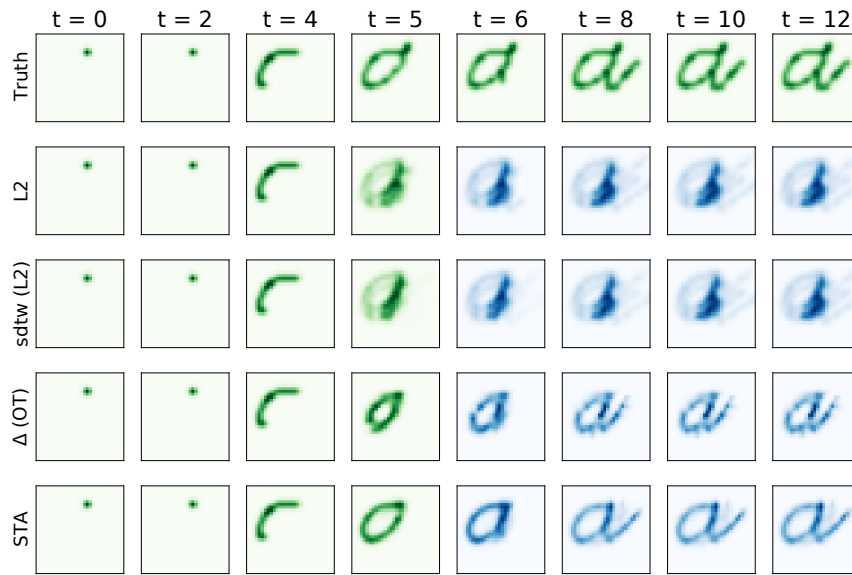 t = 0 t = 2 t = 4 t = 5 t = 6 t = 8 t = 10 t = 12
Truth
L2
sdtw (L2)
Δ (OT)
STA